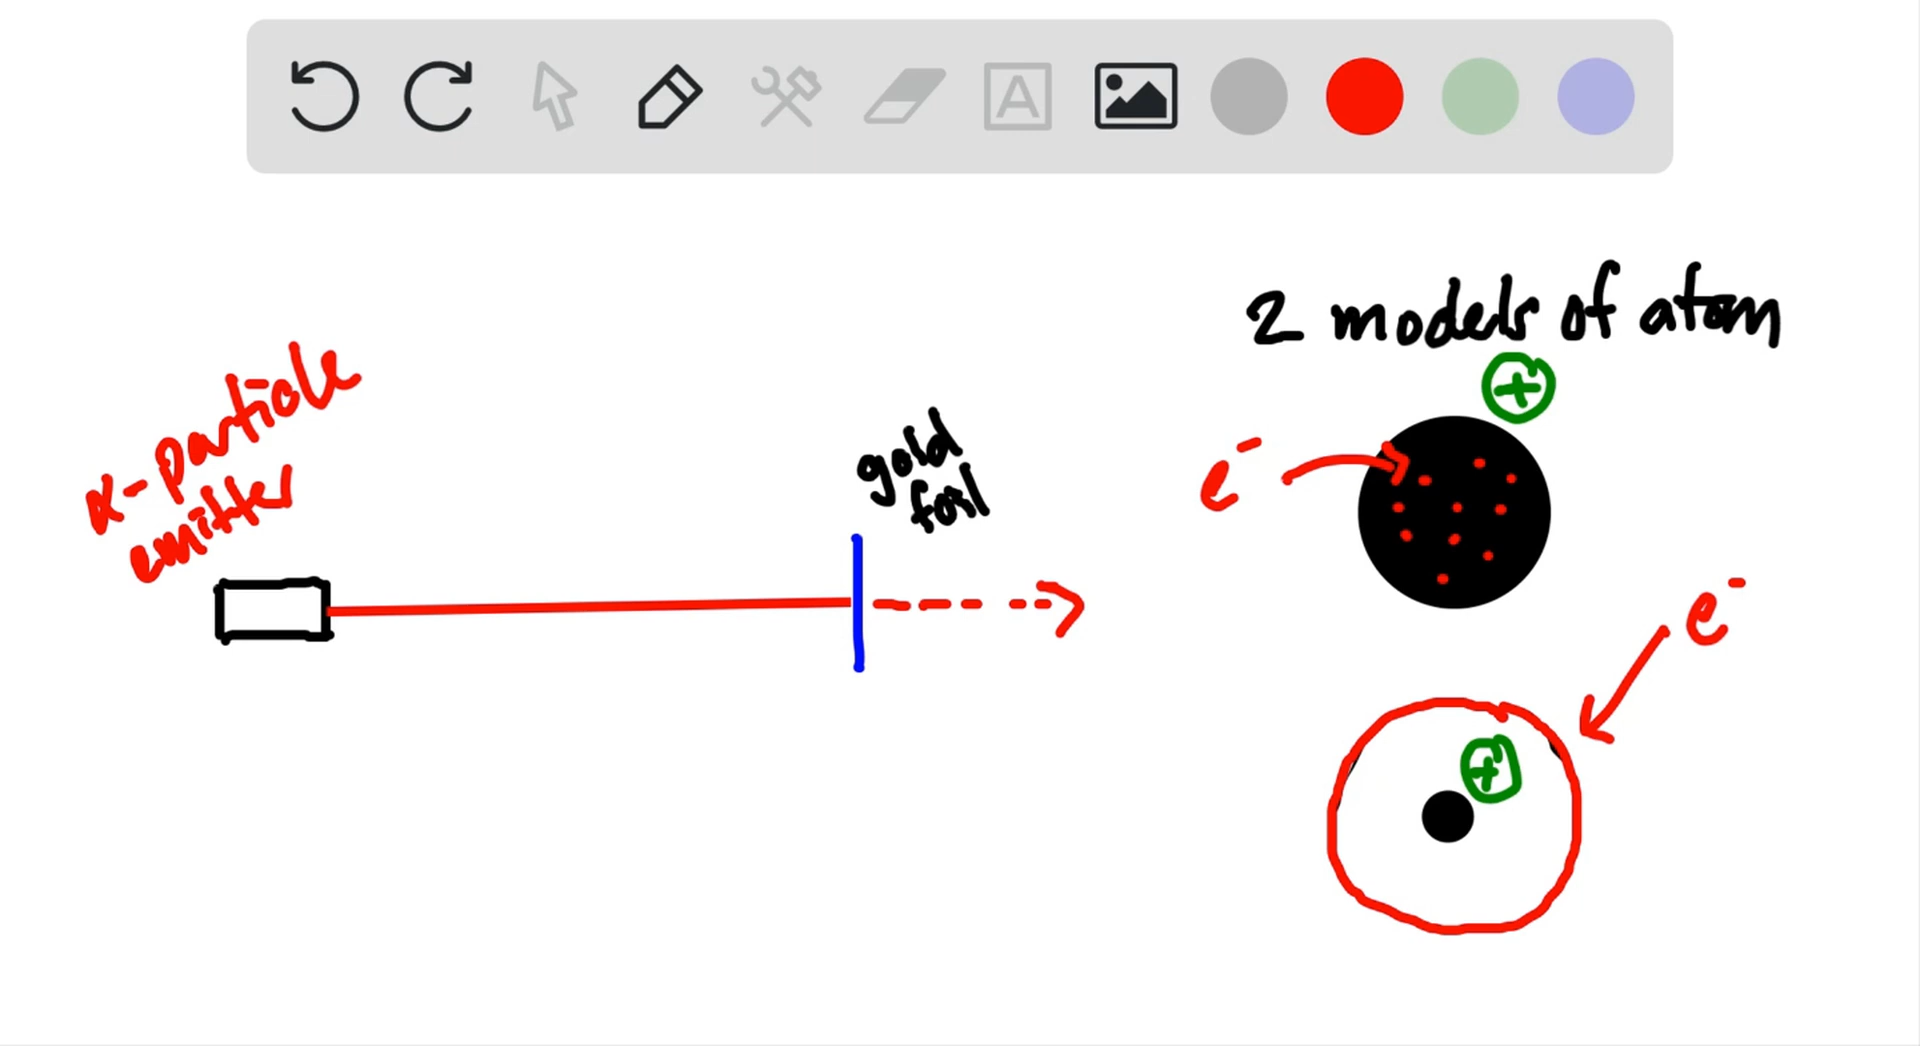 A
2 models of atom
+
α-particle
emitter
gold
foil
e-
e-
+